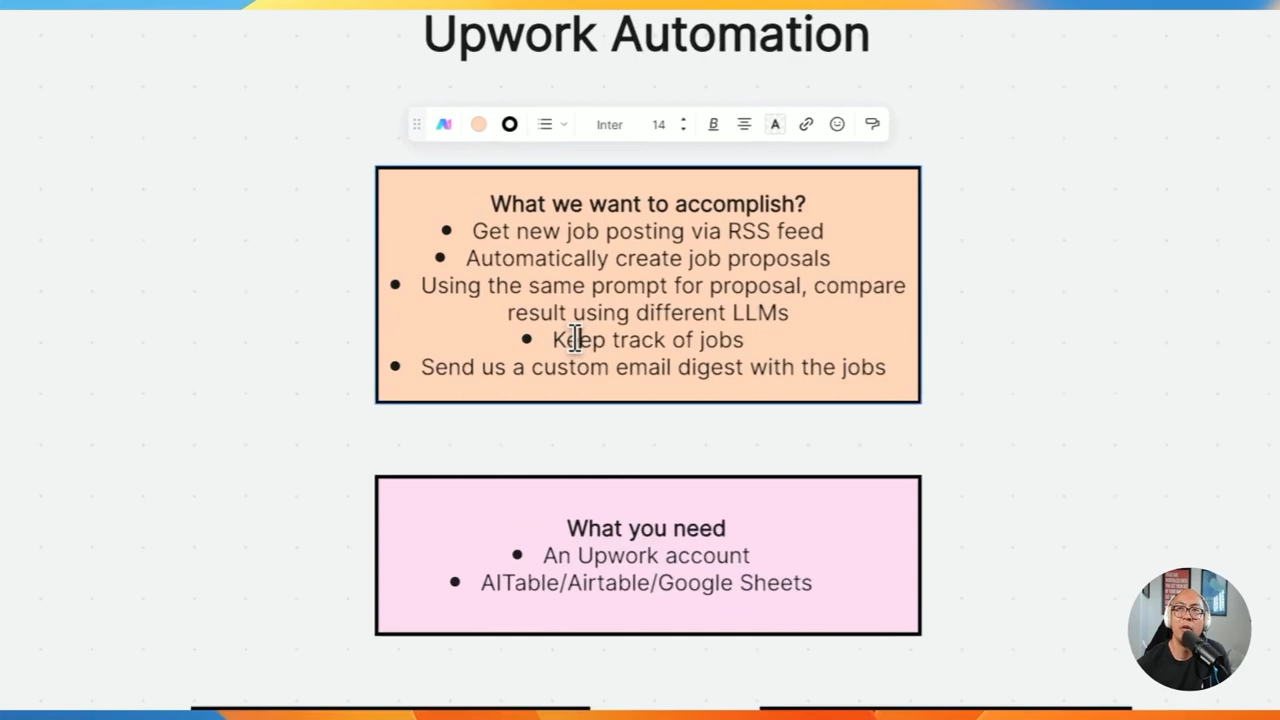 Upwork Automation
Inter 14 B A
What we want to accomplish?
• Get new job posting via RSS feed
• Automatically create job proposals
• Using the same prompt for proposal, compare
result using different LLMs
• Keep track of jobs
• Send us a custom email digest with the jobs
What you need
• An Upwork account
• AITable/Airtable/Google Sheets